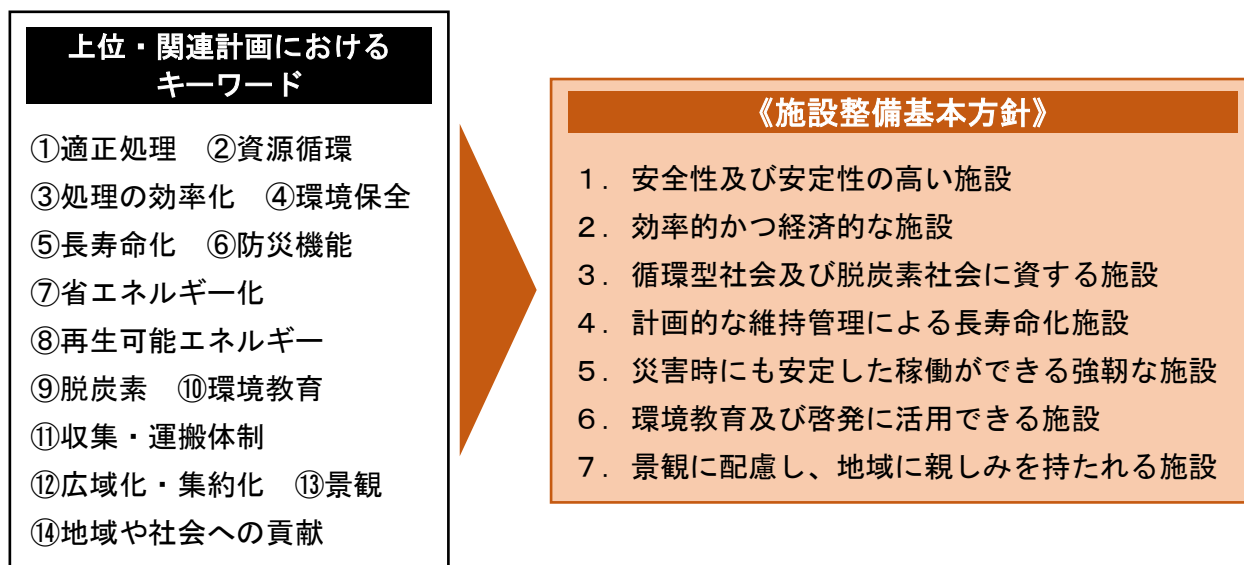 上位・関連計画における
キーワード
①適正処理　②資源循環
③処理の効率化　④環境保全
⑤長寿命化　⑥防災機能
⑦省エネルギー化
⑧再生可能エネルギー
⑨脱炭素　⑩環境教育
⑪収集・運搬体制
⑫広域化・集約化　⑬景観
⑭地域や社会への貢献
《施設整備基本方針》
１．安全性及び安定性の高い施設
２．効率的かつ経済的な施設
３．循環型社会及び脱炭素社会に資する施設
４．計画的な維持管理による長寿命化施設
５．災害時にも安定した稼働ができる強靭な施設
６．環境教育及び啓発に活用できる施設
７．景観に配慮し、地域に親しみを持たれる施設